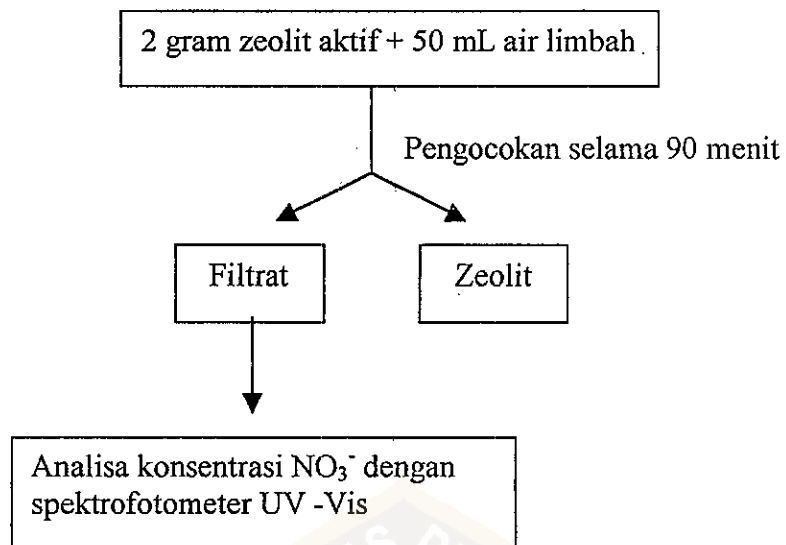 2 gram zeolit aktif + 50 mL air limbah
Pengocokan selama 90 menit
Filtrat
Zeolit
Analisa konsentrasi NO₃⁻ dengan
spektrofotometer UV -Vis